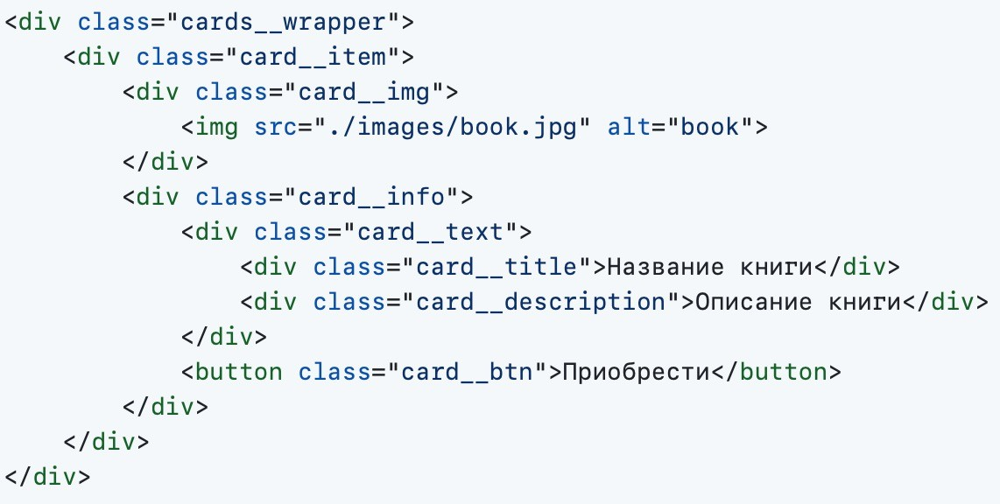 <div class="cards__wrapper">
    <div class="card__item">
        <div class="card__img">
            <img src="./images/book.jpg" alt="book">
        </div>
        <div class="card__info">
            <div class="card__text">
                <div class="card__title">Название книги</div>
                <div class="card__description">Описание книги</div>
            </div>
            <button class="card__btn">Приобрести</button>
        </div>
    </div>
</div>